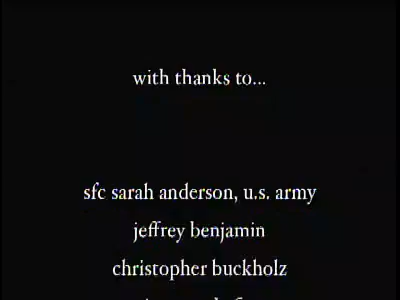 with thanks to...
sfc sarah anderson, u.s. army
jeffrey benjamin
christopher buckholz